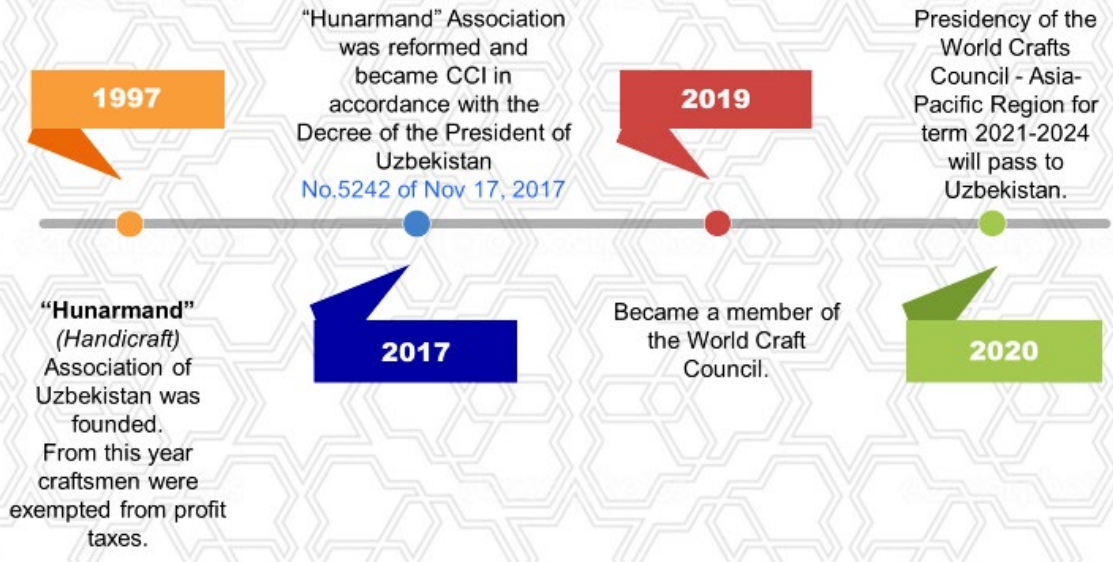 1997
“Hunarmand”
(Handicraft)
Association of
Uzbekistan was
founded.
From this year
craftsmen were
exempted from profit
taxes.
“Hunarmand” Association
was reformed and
became CCI in
accordance with the
Decree of the President of
Uzbekistan
No.5242 of Nov 17, 2017
2017
2019
Became a member of
the World Craft
Council.
Presidency of the
World Crafts
Council - Asia-
Pacific Region for
term 2021-2024
will pass to
Uzbekistan.
2020